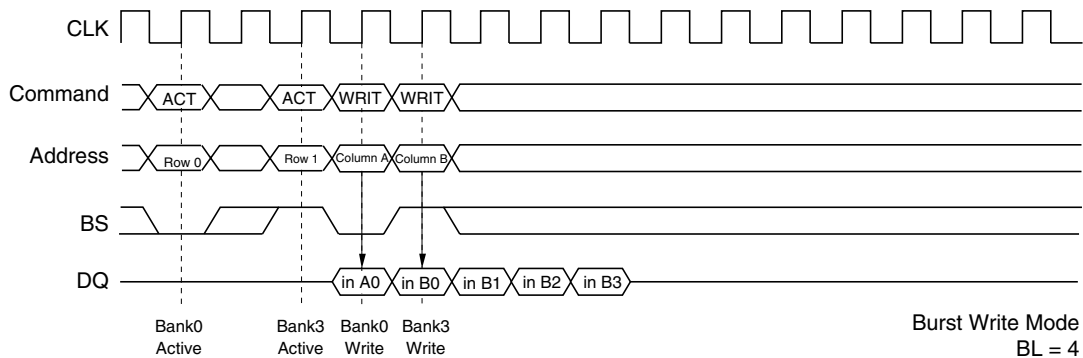 CLK
Command ACT ACT WRIT WRIT
Address Row 0 Row 1 Column A Column B
BS
DQ in A0 in B0 in B1 in B2 in B3
Bank0 Bank3 Bank0 Bank3
Active Active Write Write
Burst Write Mode
BL = 4